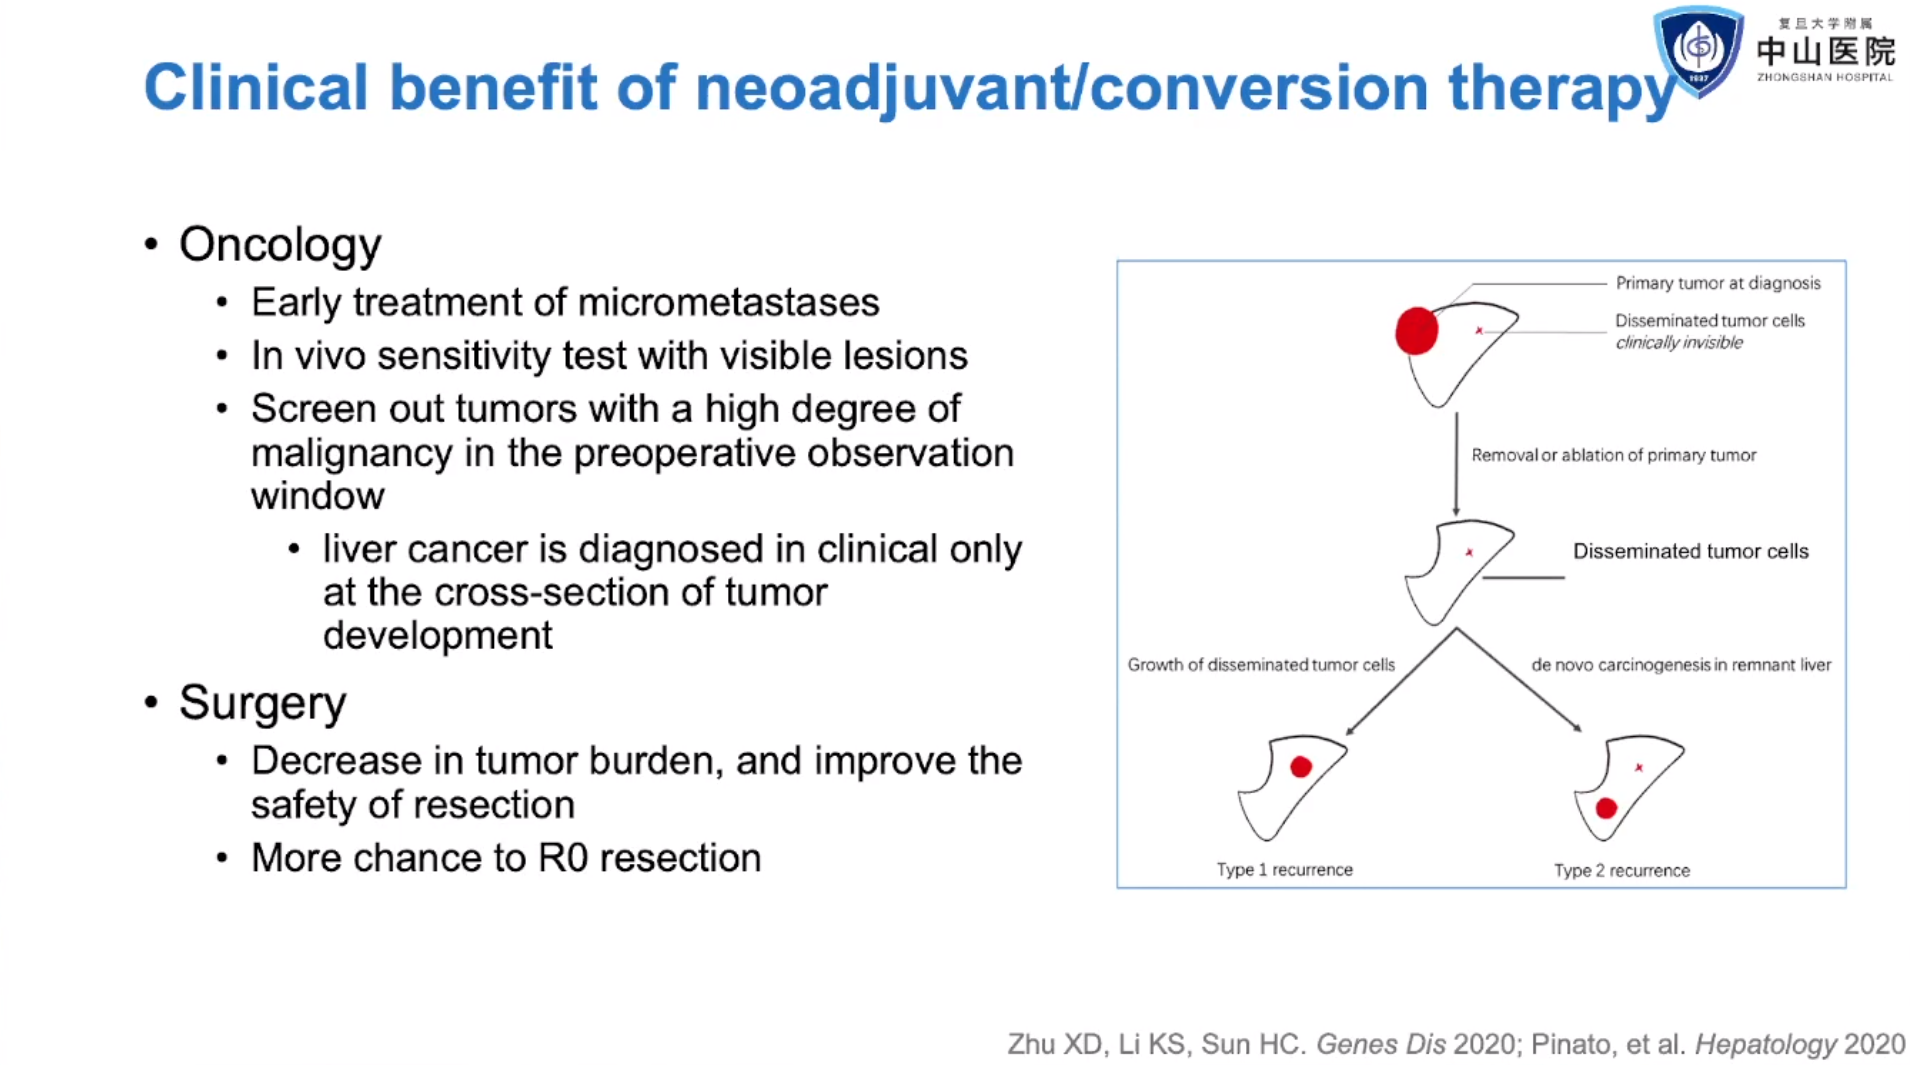 复旦大学附属
中山医院
ZHONGSHAN HOSPITAL
1937
Clinical benefit of neoadjuvant/conversion therapy
• Oncology
• Early treatment of micrometastases
• In vivo sensitivity test with visible lesions
• Screen out tumors with a high degree of
malignancy in the preoperative observation
window
• liver cancer is diagnosed in clinical only
at the cross-section of tumor
development
• Surgery
• Decrease in tumor burden, and improve the
safety of resection
• More chance to R0 resection
Primary tumor at diagnosis
Disseminated tumor cells
clinically invisible
Removal or ablation of primary tumor
Disseminated tumor cells
Growth of disseminated tumor cells
de novo carcinogenesis in remnant liver
Type 1 recurrence
Type 2 recurrence
Zhu XD, Li KS, Sun HC. Genes Dis 2020; Pinato, et al. Hepatology 2020